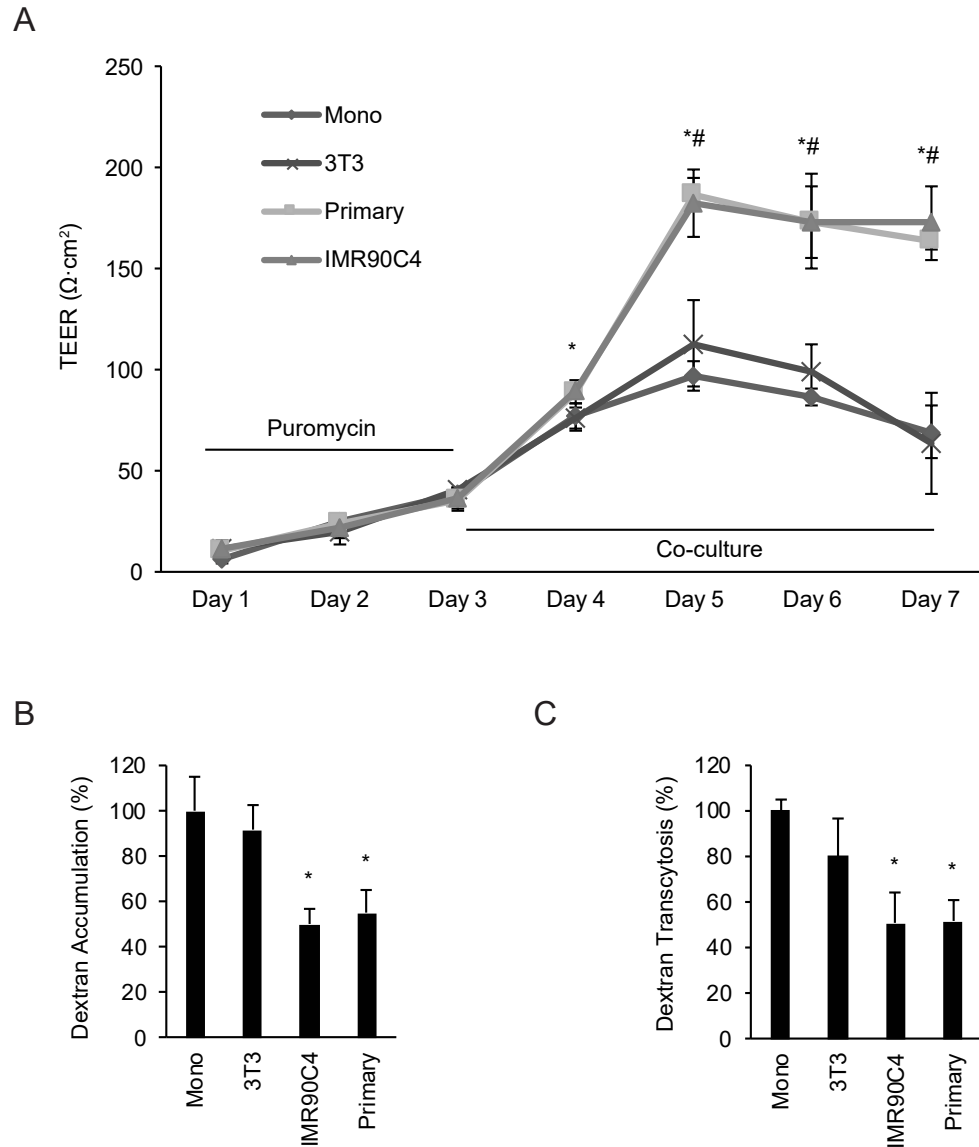 A
250
200
150
100
50
0
TEER (Ω·cm²)
Mono
3T3
Primary
IMR90C4
*#
*#
*#
*
Puromycin
Co-culture
Day 1 Day 2 Day 3 Day 4 Day 5 Day 6 Day 7
B
120
100
80
60
40
20
0
Dextran Accumulation (%)
*
*
Mono
3T3
IMR90C4
Primary
C
120
100
80
60
40
20
0
Dextran Transcytosis (%)
*
*
Mono
3T3
IMR90C4
Primary